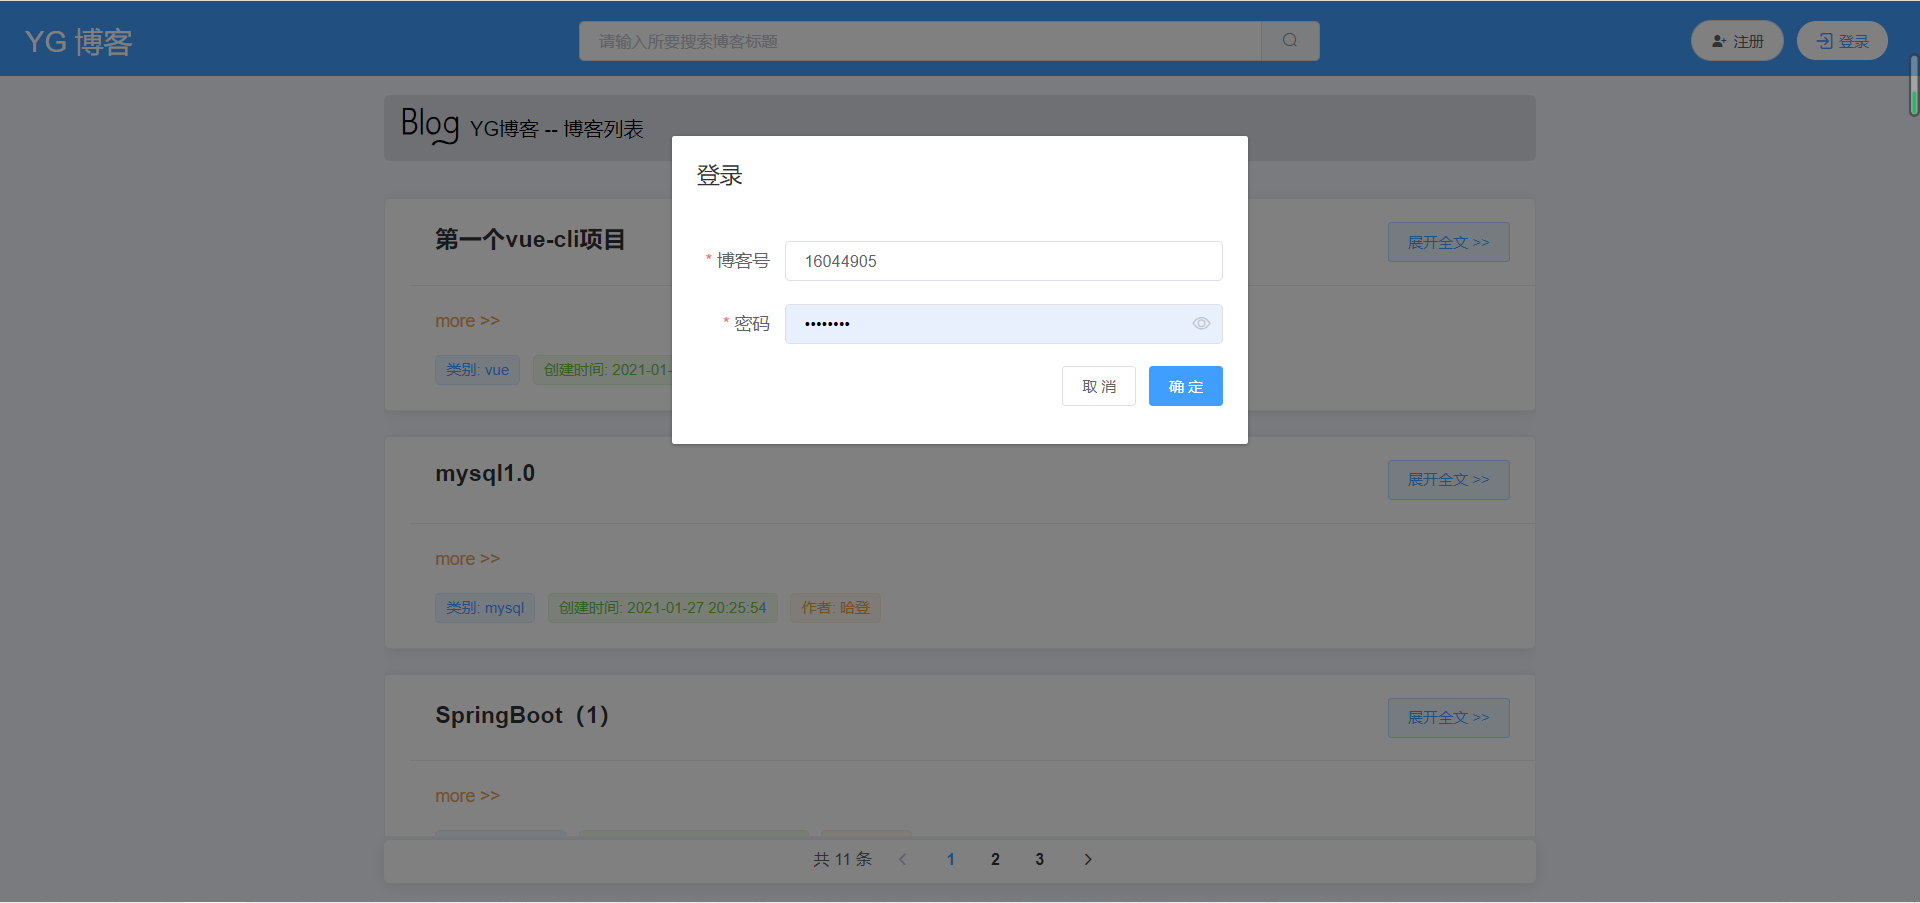 YG 博客
请输入所要搜索博客标题
注册
登录
Blog YG博客 -- 博客列表
登录
* 博客号 16044905
* 密码 ••••••••
取 消 确 定
第一个vue-cli项目
展开全文 >>
more >>
类别: vue 创建时间: 2021-01-
mysql1.0
展开全文 >>
more >>
类别: mysql 创建时间: 2021-01-27 20:25:54 作者: 哈登
SpringBoot（1）
展开全文 >>
more >>
共 11 条 1 2 3